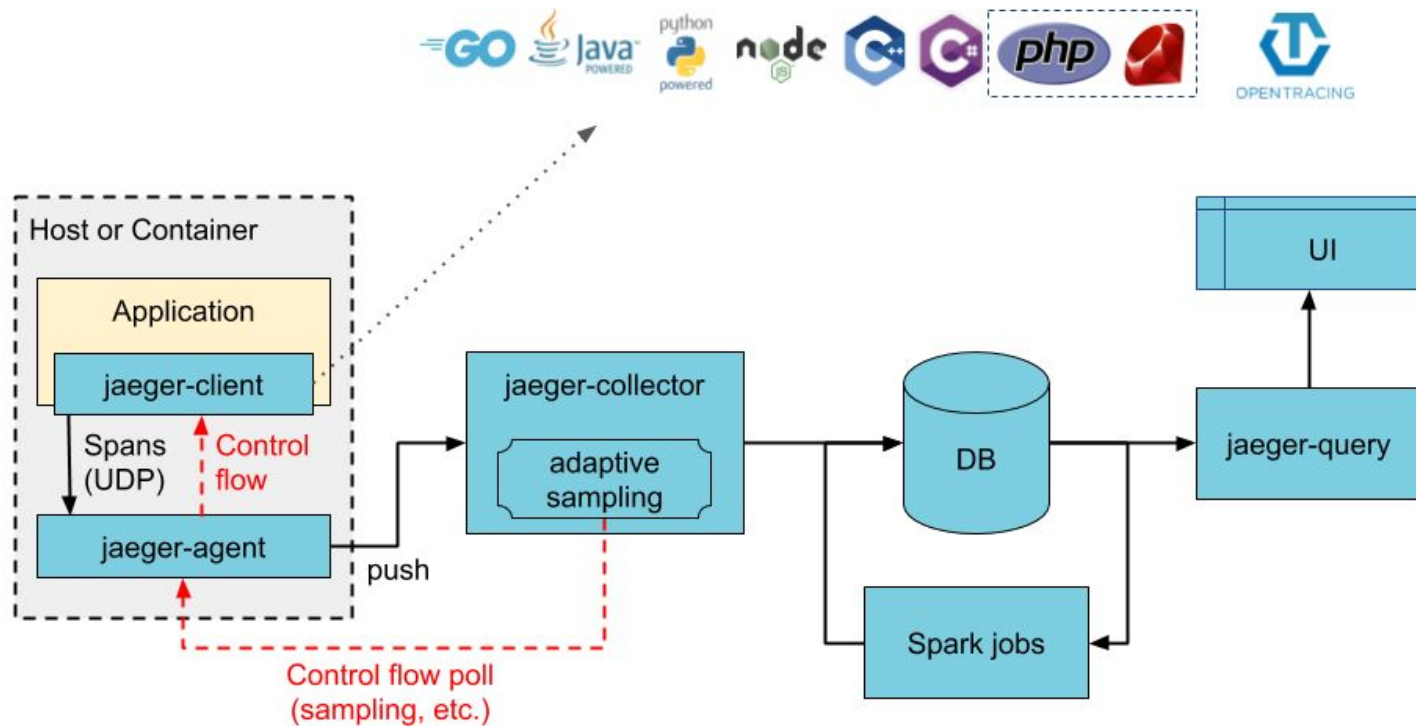 GO
Java
POWERED
python
powered
node
JS
C++
C#
php
OPENTRACING
Host or Container
Application
jaeger-client
Spans
(UDP)
Control
flow
jaeger-agent
push
jaeger-collector
adaptive
sampling
Control flow poll
(sampling, etc.)
DB
Spark jobs
jaeger-query
UI